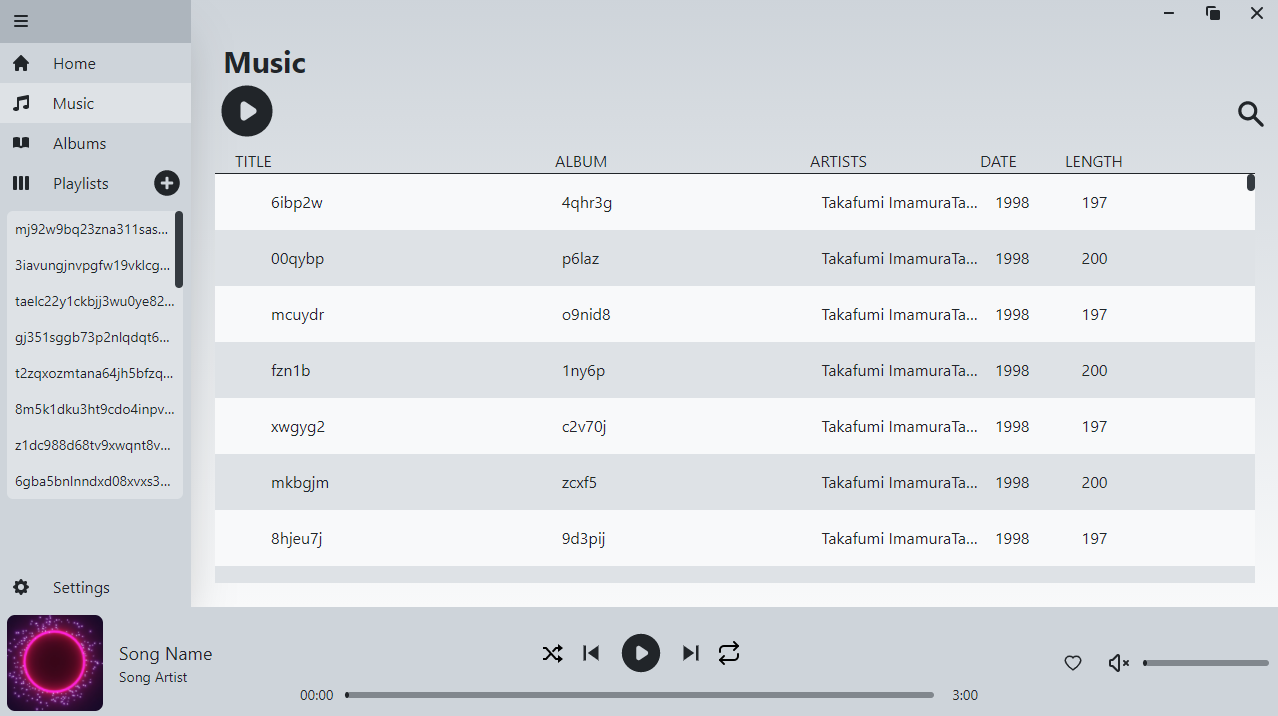 Home
Music
Albums
Playlists
mj92w9bq23zna311sas...
3iavungjnvpgfw19vklcg...
taelc22y1ckbjj3wu0ye82...
gj351sggb73p2nlqdqt6...
t2zqxozmtana64jh5bfzq...
8m5k1dku3ht9cdo4inpv...
z1dc988d68tv9xwqnt8v...
6gba5bnlnndxd08xvxs3...
Settings
Music
TITLE ALBUM ARTISTS DATE LENGTH
6ibp2w 4qhr3g Takafumi ImamuraTa... 1998 197
00qybp p6laz Takafumi ImamuraTa... 1998 200
mcuydr o9nid8 Takafumi ImamuraTa... 1998 197
fzn1b 1ny6p Takafumi ImamuraTa... 1998 200
xwgyg2 c2v70j Takafumi ImamuraTa... 1998 197
mkbgjm zcxf5 Takafumi ImamuraTa... 1998 200
8hjeu7j 9d3pij Takafumi ImamuraTa... 1998 197
Song Name
Song Artist
00:00 3:00